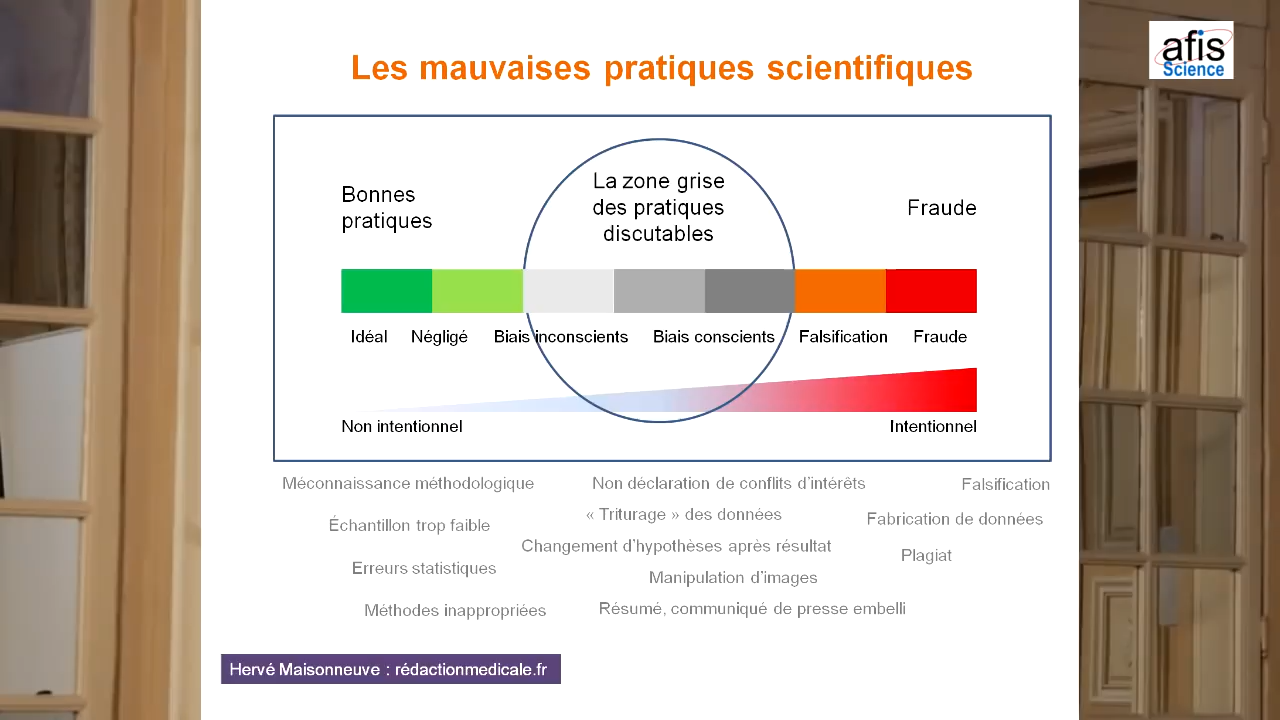 afis
Science
Les mauvaises pratiques scientifiques
Bonnes
pratiques
La zone grise
des pratiques
discutables
Fraude
Idéal
Négligé
Biais inconscients
Biais conscients
Falsification
Fraude
Non intentionnel
Intentionnel
Méconnaissance méthodologique
Échantillon trop faible
Erreurs statistiques
Méthodes inappropriées
Non déclaration de conflits d'intérêts
« Triturage » des données
Changement d'hypothèses après résultat
Manipulation d'images
Résumé, communiqué de presse embelli
Falsification
Fabrication de données
Plagiat
Hervé Maisonneuve : rédactionmedicale.fr